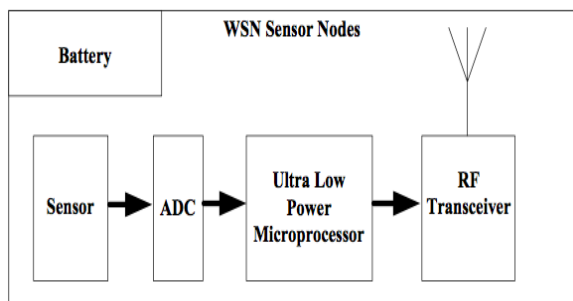 WSN Sensor Nodes
Battery
Sensor
ADC
Ultra Low
Power
Microprocessor
RF
Transceiver